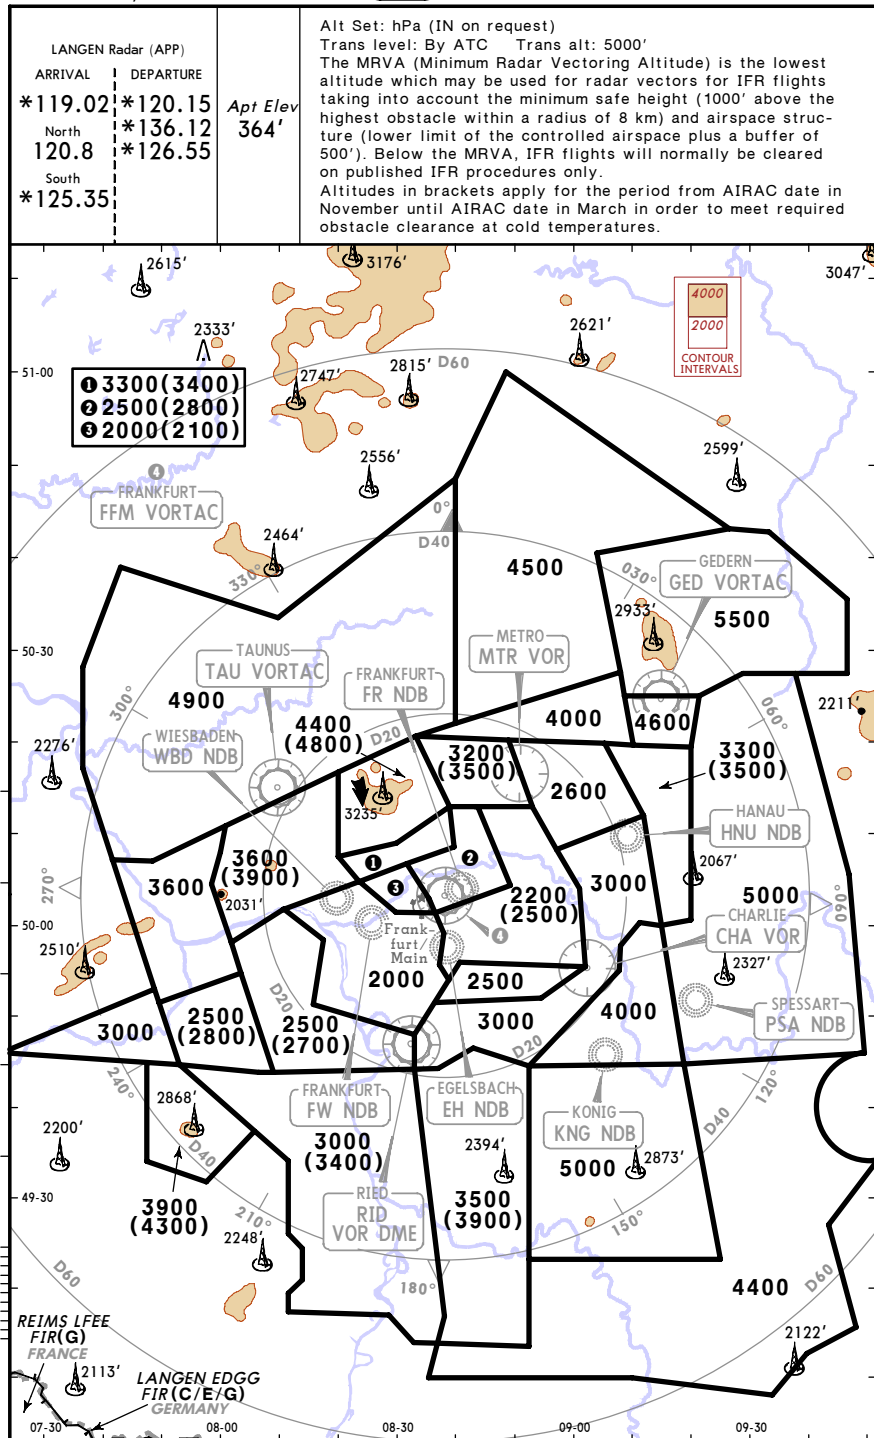 LANGEN Radar (APP)
ARRIVAL
DEPARTURE
*119.02
*120.15
North
*136.12
120.8
*126.55
South
*125.35
Apt Elev
364'
Alt Set: hPa (IN on request)
Trans level: By ATC Trans alt: 5000'
The MRVA (Minimum Radar Vectoring Altitude) is the lowest
altitude which may be used for radar vectors for IFR flights
taking into account the minimum safe height (1000' above the
highest obstacle within a radius of 8 km) and airspace struc-
ture (lower limit of the controlled airspace plus a buffer of
500'). Below the MRVA, IFR flights will normally be cleared
on published IFR procedures only.
Altitudes in brackets apply for the period from AIRAC date in
November until AIRAC date in March in order to meet required
obstacle clearance at cold temperatures.
2615'
3176'
3047'
4000
2000
CONTOUR
INTERVALS
2333'
2621'
51-00
D60
2747'
2815'
❶ 3300(3400)
❷ 2500(2800)
❸ 2000(2100)
2556'
2599'
❹
FRANKFURT
FFM VORTAC
0°
2464'
D40
330°
4500
030°
GEDERN
GED VORTAC
2933'
5500
50-30
TAUNUS
TAU VORTAC
METRO
MTR VOR
FRANKFURT
FR NDB
4900
300°
4400
(4800)
D20
4000
4600
060°
2211'
WIESBADEN
WBD NDB
2276'
3200
(3500)
3300
(3500)
2600
3235'
HANAU
HNU NDB
❶
❷
3600
(3900)
2067'
270°
3600
❸
3000
5000
090°
2031'
2200
(2500)
50-00
Frank-
furt/
Main
❹
CHARLIE
CHA VOR
2510'
2327'
2000
2500
D20
SPESSART
PSA NDB
3000
2500
(2800)
2500
(2700)
3000
4000
D20
240°
FRANKFURT
FW NDB
EGELSBACH
EH NDB
120°
2868'
KONIG
KNG NDB
D40
2200'
D40
3000
(3400)
2394'
2873'
5000
49-30
3900
(4300)
RIED
RID
VOR DME
3500
(3900)
210°
150°
2248'
D60
180°
4400
D60
REIMS LFEE
FIR(G)
FRANCE
2122'
2113'
LANGEN EDGG
FIR(C/E/G)
GERMANY
07-30
08-00
08-30
09-00
09-30